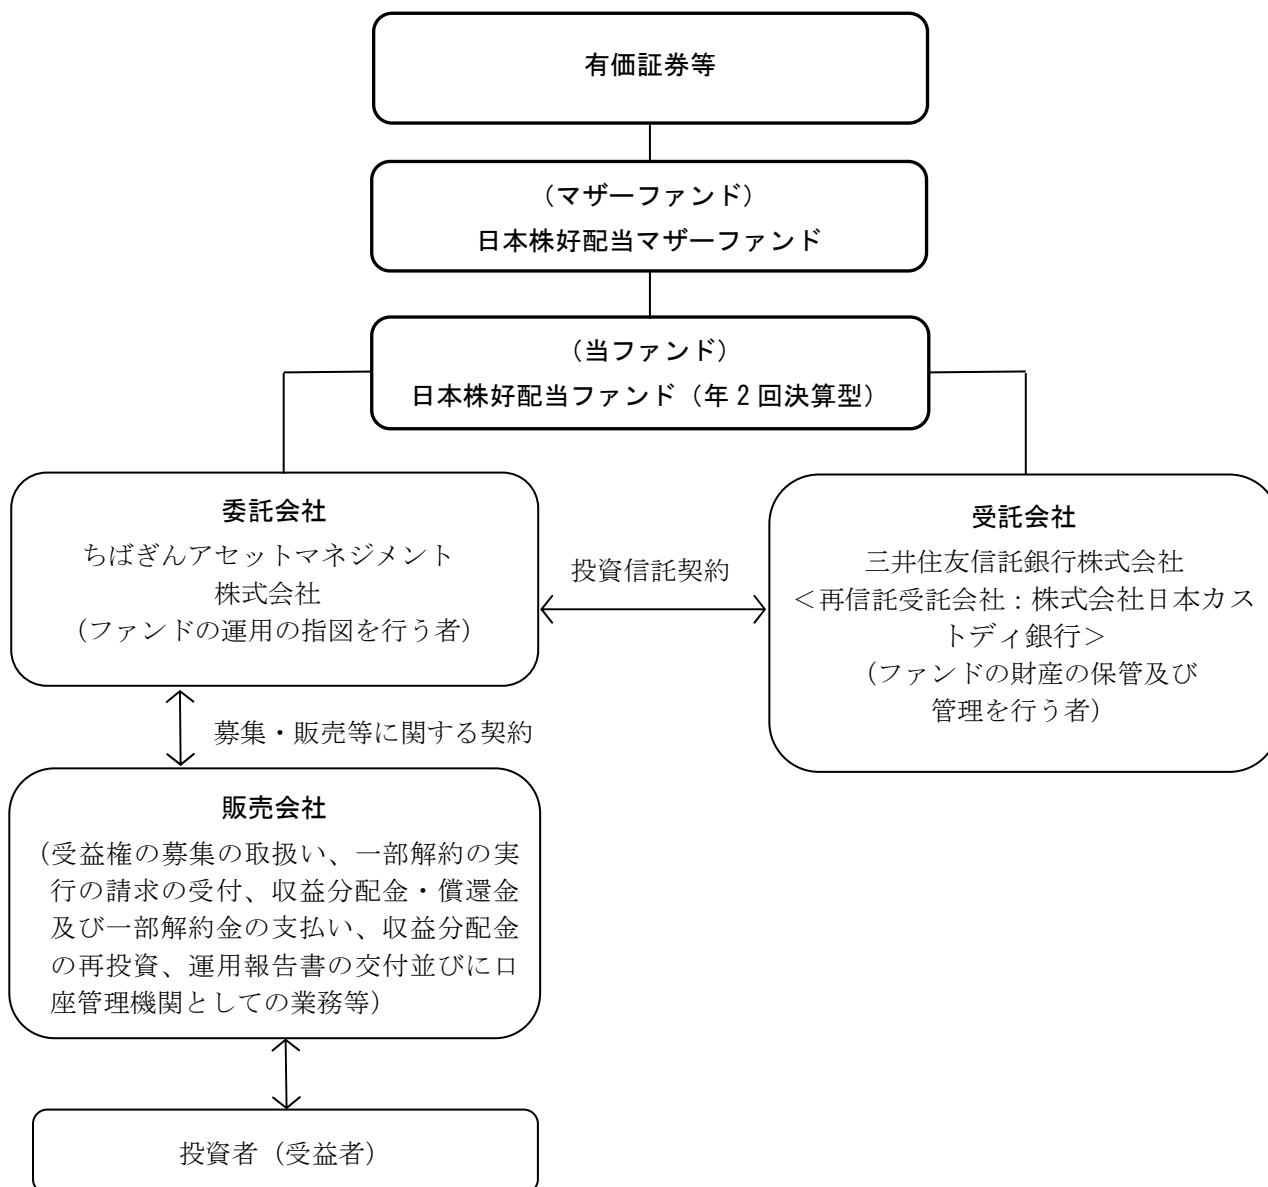 有価証券等
（マザーファンド）
日本株好配当マザーファンド
（当ファンド）
日本株好配当ファンド（年２回決算型）
委託会社
ちばぎんアセットマネジメント
株式会社
（ファンドの運用の指図を行う者）
投資信託契約
受託会社
三井住友信託銀行株式会社
＜再信託受託会社：株式会社日本カス
トディ銀行＞
（ファンドの財産の保管及び
管理を行う者）
募集・販売等に関する契約
販売会社
（受益権の募集の取扱い、一部解約の実
行の請求の受付、収益分配金・償還金
及び一部解約金の支払い、収益分配金
の再投資、運用報告書の交付並びに口
座管理機関としての業務等）
投資者（受益者）